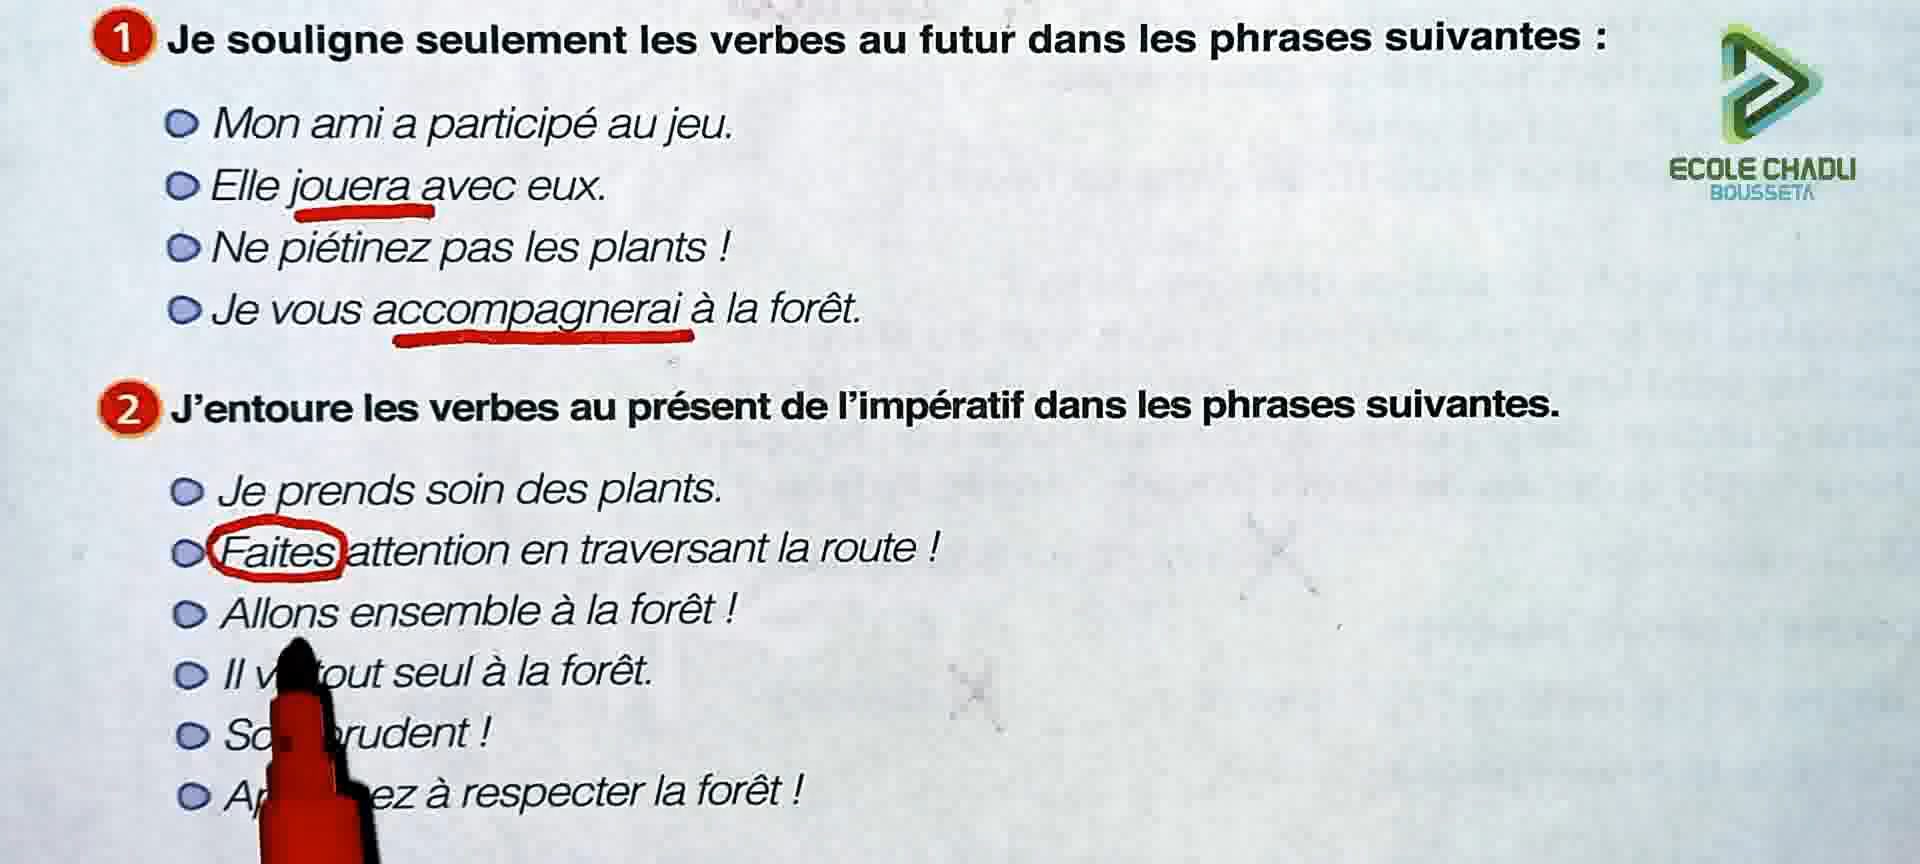 1 Je souligne seulement les verbes au futur dans les phrases suivantes :
Mon ami a participé au jeu.
Elle jouera avec eux.
Ne piétinez pas les plants !
Je vous accompagnerai à la forêt.
2 J'entoure les verbes au présent de l'impératif dans les phrases suivantes.
Je prends soin des plants.
Faites attention en traversant la route !
Allons ensemble à la forêt !
Il tout seul à la forêt.
!
à respecter la forêt !
ECOLE CHADLI
BOUSSETA